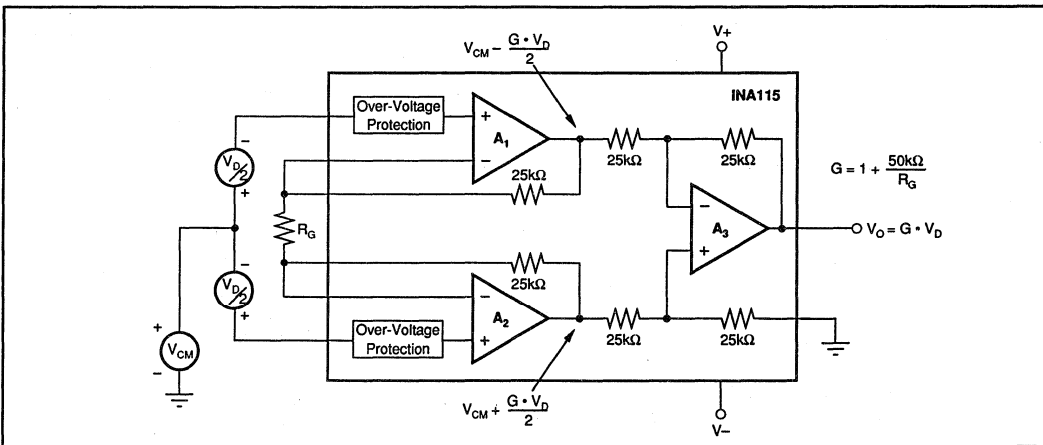 V_CM – G • V_D / 2
V+
INA115
Over-Voltage
Protection
+
A₁
–
25kΩ
25kΩ
25kΩ
G = 1 + 50kΩ / R_G
–
V_D/2
+
R_G
–
A₃
+
V_O = G • V_D
–
V_D/2
+
25kΩ
–
A₂
+
25kΩ
25kΩ
Over-Voltage
Protection
+
V_CM
–
V_CM + G • V_D / 2
V–